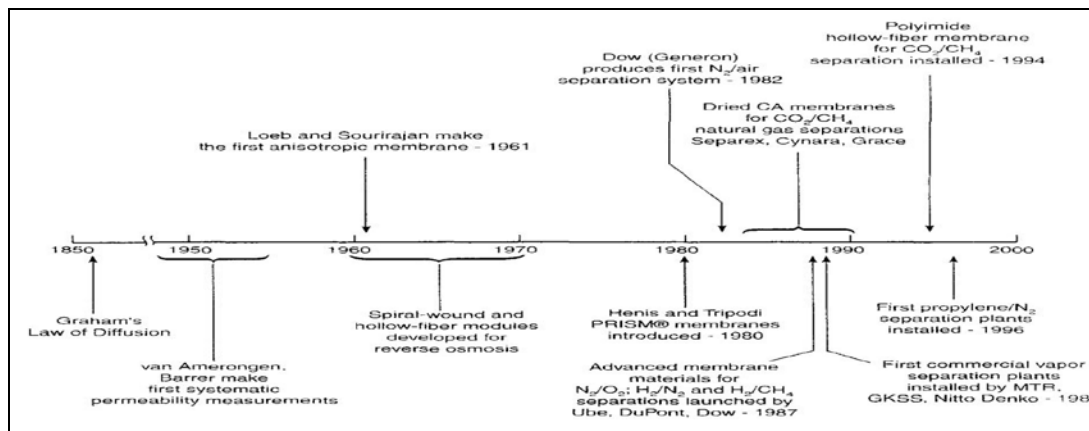 Polyimide
hollow-fiber membrane
for CO2/CH4
separation installed - 1994
Dow (Generon)
produces first N2/air
separation system - 1982
Dried CA membranes
for CO2/CH4
natural gas separations
Separex, Cynara, Grace
Loeb and Sourirajan make
the first anisotropic membrane - 1961
1850
1950
1960
1970
1980
1990
2000
Graham's
Law of Diffusion
van Amerongen,
Barrer make
first systematic
permeability measurements
Spiral-wound and
hollow-fiber modules
developed for
reverse osmosis
Henis and Tripodi
PRISM® membranes
introduced - 1980
Advanced membrane
materials for
N2/O2; H2/N2 and H2/CH4
separations launched by
Ube, DuPont, Dow - 1987
First propylene/N2
separation plants
installed - 1996
First commercial vapor
separation plants
installed by MTR,
GKSS, Nitto Denko - 198